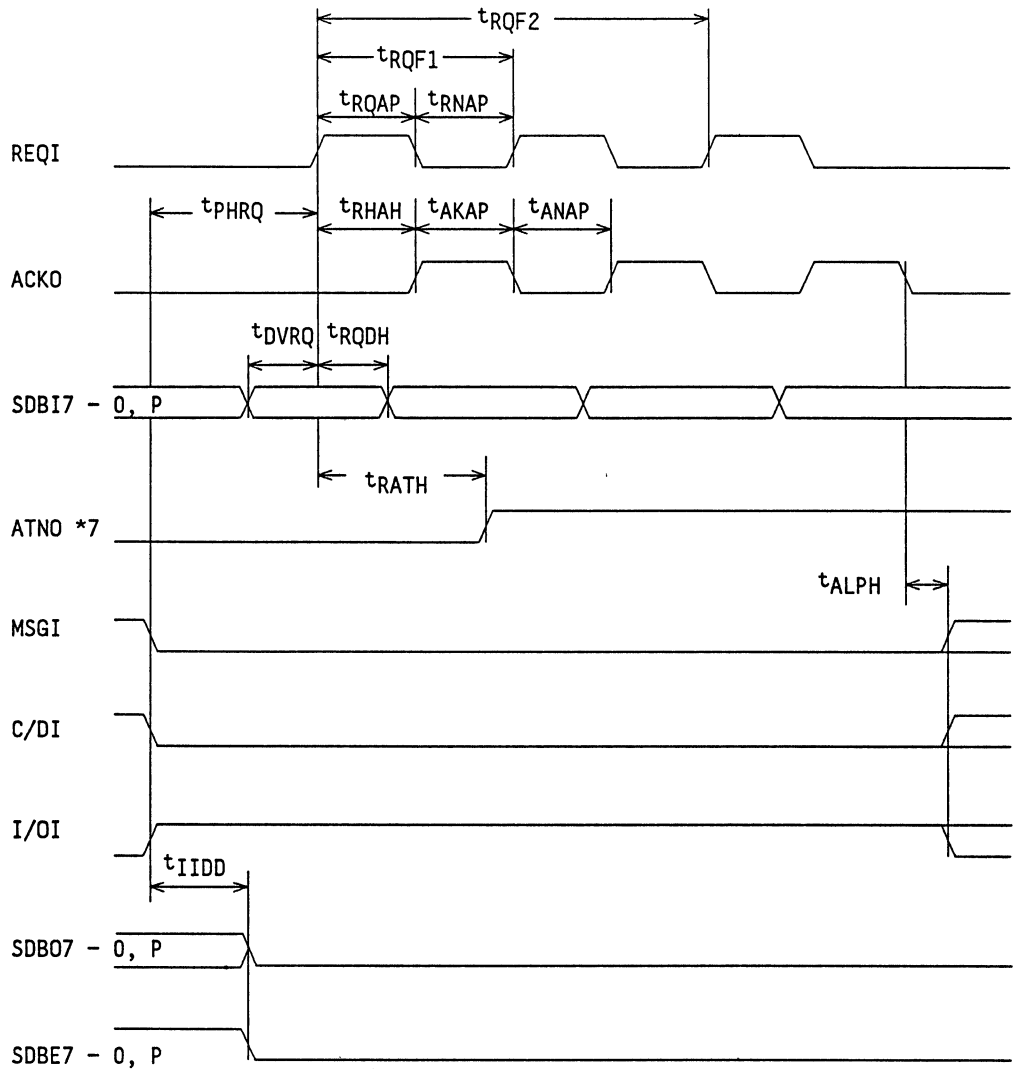 tRQF2
tRQF1
tRQAP tRNAP
REQI
tPHRQ tRHAH tAKAP tANAP
ACKO
tDVRQ tRQDH
SDBI7 - 0, P
tRATH
ATNO *7
tALPH
MSGI
C/DI
I/OI
tIIDD
SDBO7 - 0, P
SDBE7 - 0, P